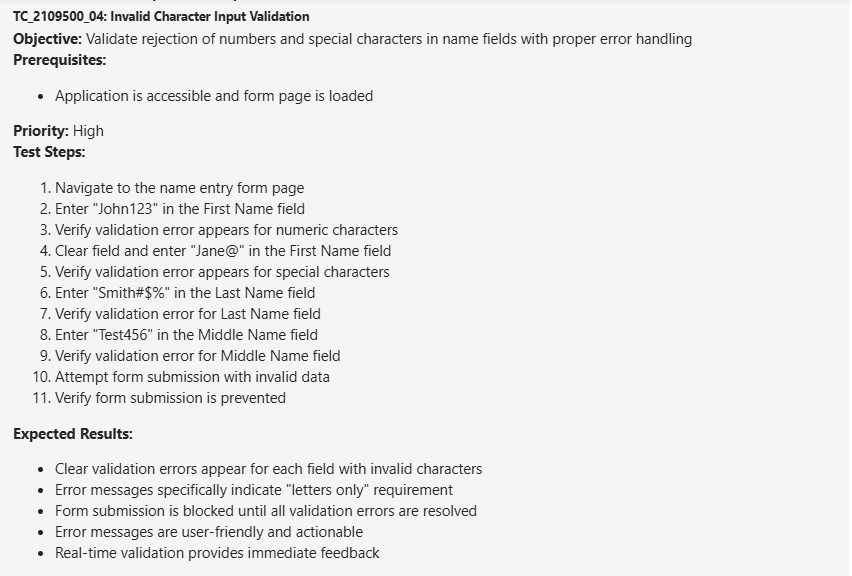 TC_2109500_04: Invalid Character Input Validation
Objective: Validate rejection of numbers and special characters in name fields with proper error handling
Prerequisites:
• Application is accessible and form page is loaded
Priority: High
Test Steps:
1. Navigate to the name entry form page
2. Enter "John123" in the First Name field
3. Verify validation error appears for numeric characters
4. Clear field and enter "Jane@" in the First Name field
5. Verify validation error appears for special characters
6. Enter "Smith#$%" in the Last Name field
7. Verify validation error for Last Name field
8. Enter "Test456" in the Middle Name field
9. Verify validation error for Middle Name field
10. Attempt form submission with invalid data
11. Verify form submission is prevented
Expected Results:
• Clear validation errors appear for each field with invalid characters
• Error messages specifically indicate "letters only" requirement
• Form submission is blocked until all validation errors are resolved
• Error messages are user-friendly and actionable
• Real-time validation provides immediate feedback